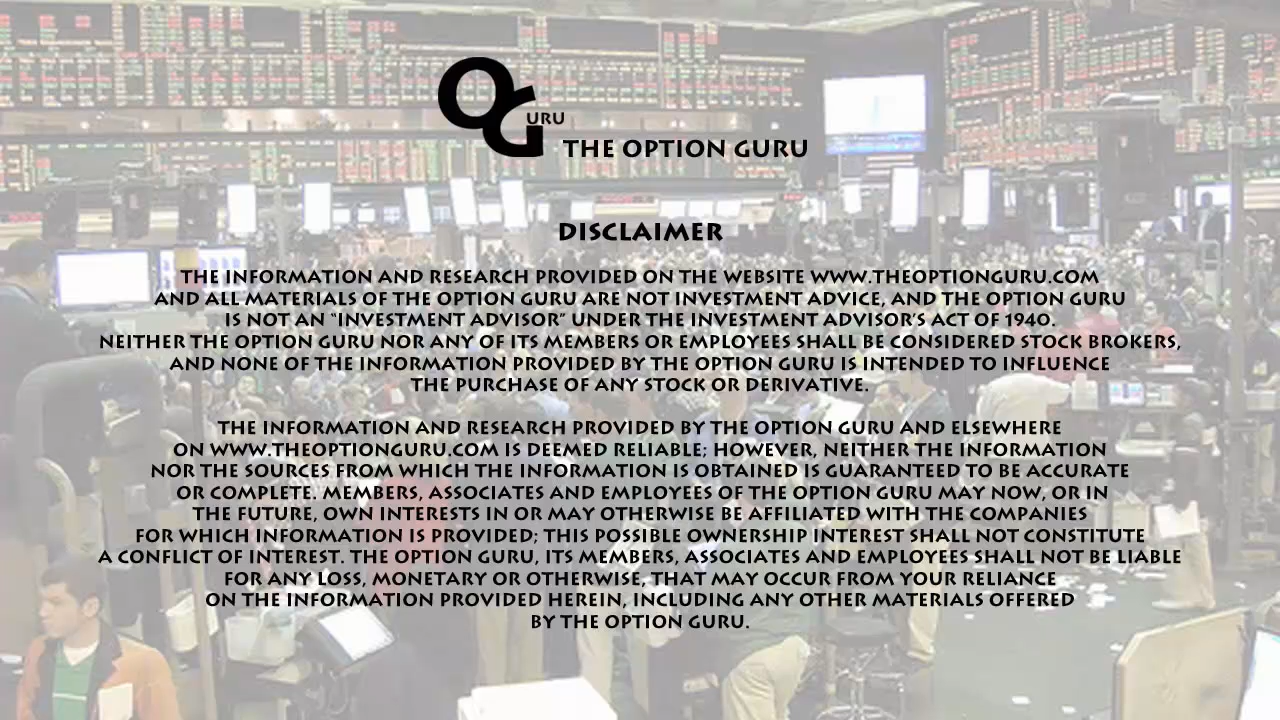 OG URU
THE OPTION GURU
DISCLAIMER
THE INFORMATION AND RESEARCH PROVIDED ON THE WEBSITE WWW.THEOPTIONGURU.COM
AND ALL MATERIALS OF THE OPTION GURU ARE NOT INVESTMENT ADVICE, AND THE OPTION GURU
IS NOT AN “INVESTMENT ADVISOR” UNDER THE INVESTMENT ADVISOR’S ACT OF 1940.
NEITHER THE OPTION GURU NOR ANY OF ITS MEMBERS OR EMPLOYEES SHALL BE CONSIDERED STOCK BROKERS,
AND NONE OF THE INFORMATION PROVIDED BY THE OPTION GURU IS INTENDED TO INFLUENCE
THE PURCHASE OF ANY STOCK OR DERIVATIVE.
THE INFORMATION AND RESEARCH PROVIDED BY THE OPTION GURU AND ELSEWHERE
ON WWW.THEOPTIONGURU.COM IS DEEMED RELIABLE; HOWEVER, NEITHER THE INFORMATION
NOR THE SOURCES FROM WHICH THE INFORMATION IS OBTAINED IS GUARANTEED TO BE ACCURATE
OR COMPLETE. MEMBERS, ASSOCIATES AND EMPLOYEES OF THE OPTION GURU MAY NOW, OR IN
THE FUTURE, OWN INTERESTS IN OR MAY OTHERWISE BE AFFILIATED WITH THE COMPANIES
FOR WHICH INFORMATION IS PROVIDED; THIS POSSIBLE OWNERSHIP INTEREST SHALL NOT CONSTITUTE
A CONFLICT OF INTEREST. THE OPTION GURU, ITS MEMBERS, ASSOCIATES AND EMPLOYEES SHALL NOT BE LIABLE
FOR ANY LOSS, MONETARY OR OTHERWISE, THAT MAY OCCUR FROM YOUR RELIANCE
ON THE INFORMATION PROVIDED HEREIN, INCLUDING ANY OTHER MATERIALS OFFERED
BY THE OPTION GURU.